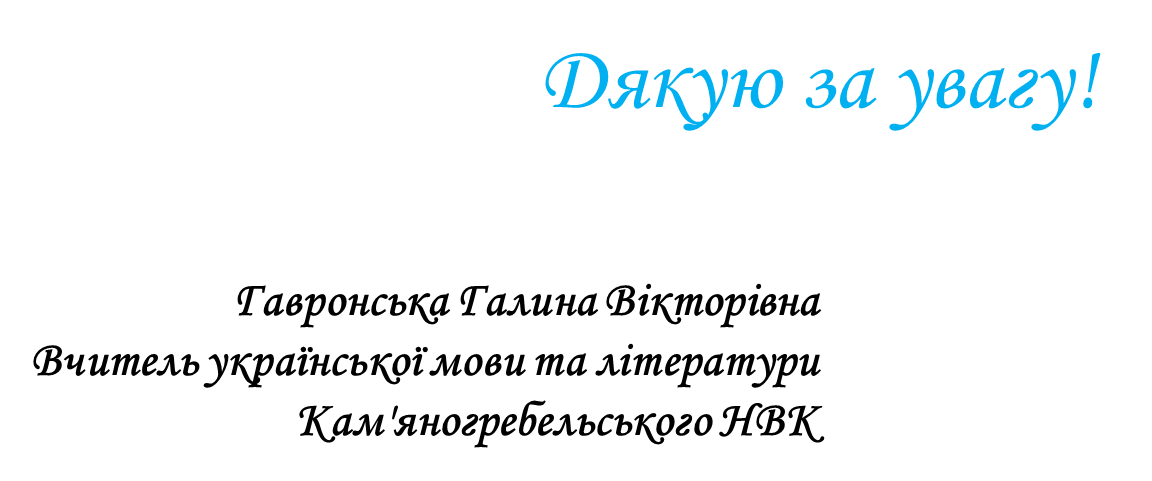 Дякую за увагу!
Гавронська Галина Вікторівна
Вчитель української мови та літератури
Кам'яногребельського НВК